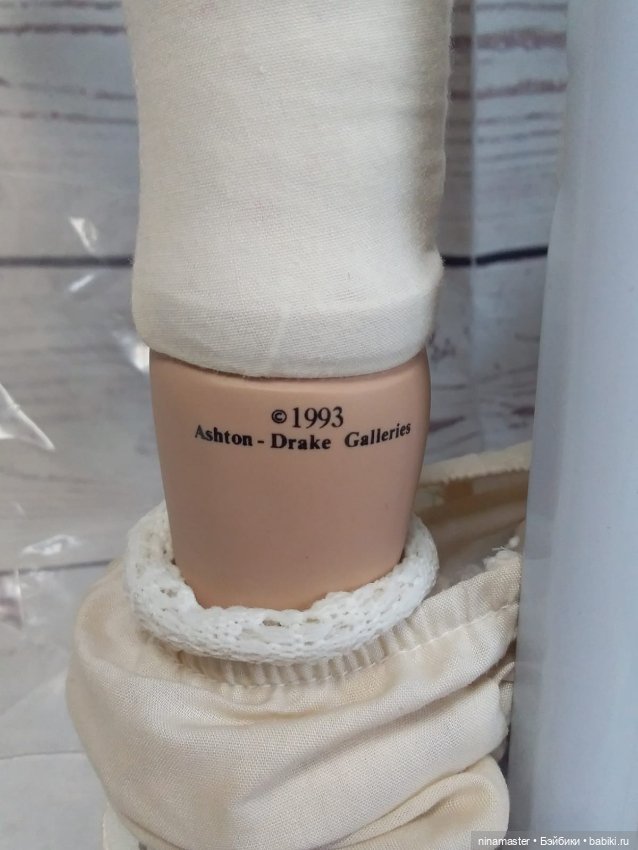 ©1993
Ashton - Drake Galleries
ninamaster • Бэйбики • babiki.ru